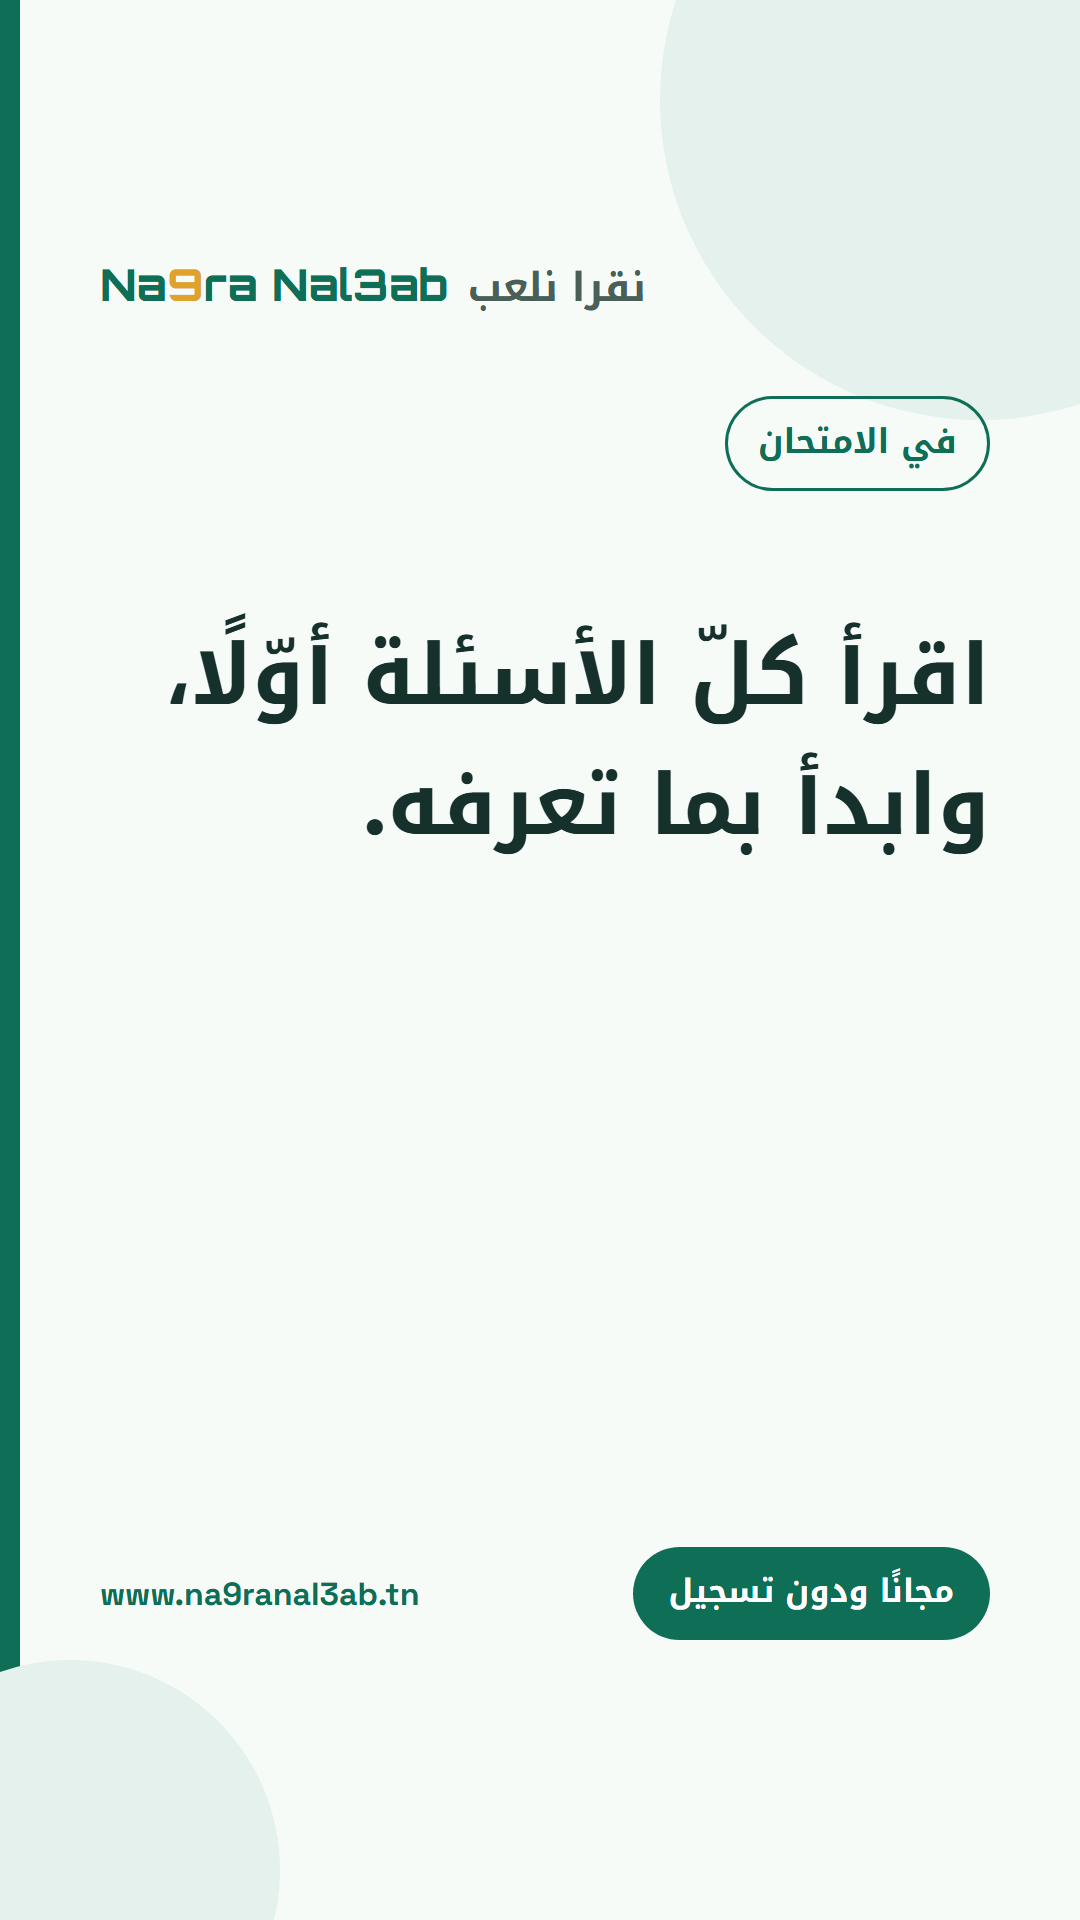 Na9ra Nal3ab نقرا نلعب
في الامتحان
اقرأ كلّ الأسئلة أوّلًا،
وابدأ بما تعرفه.
www.na9ranal3ab.tn
مجانًا ودون تسجيل